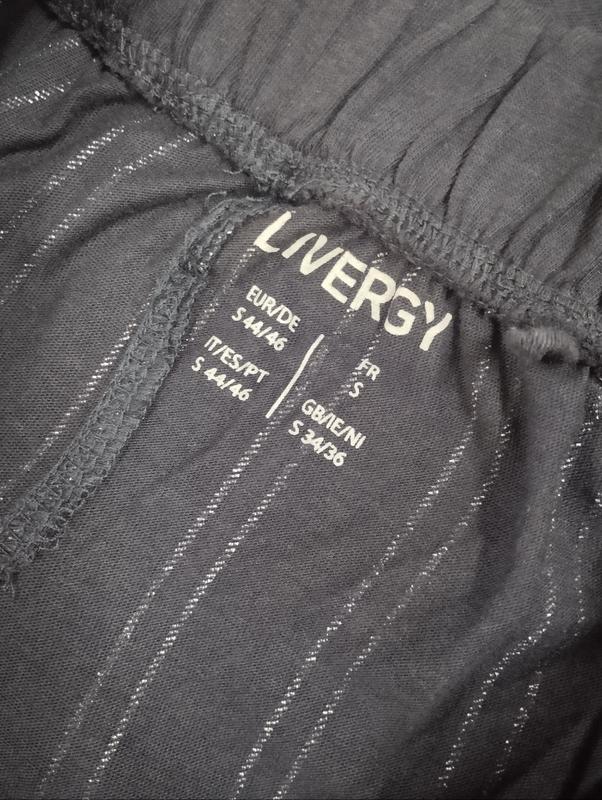 LIVERGY
EUR/DE
S 44/46
FR
S
IT/ES/PT
S 44/46
GB/IE/NI
S 34/36